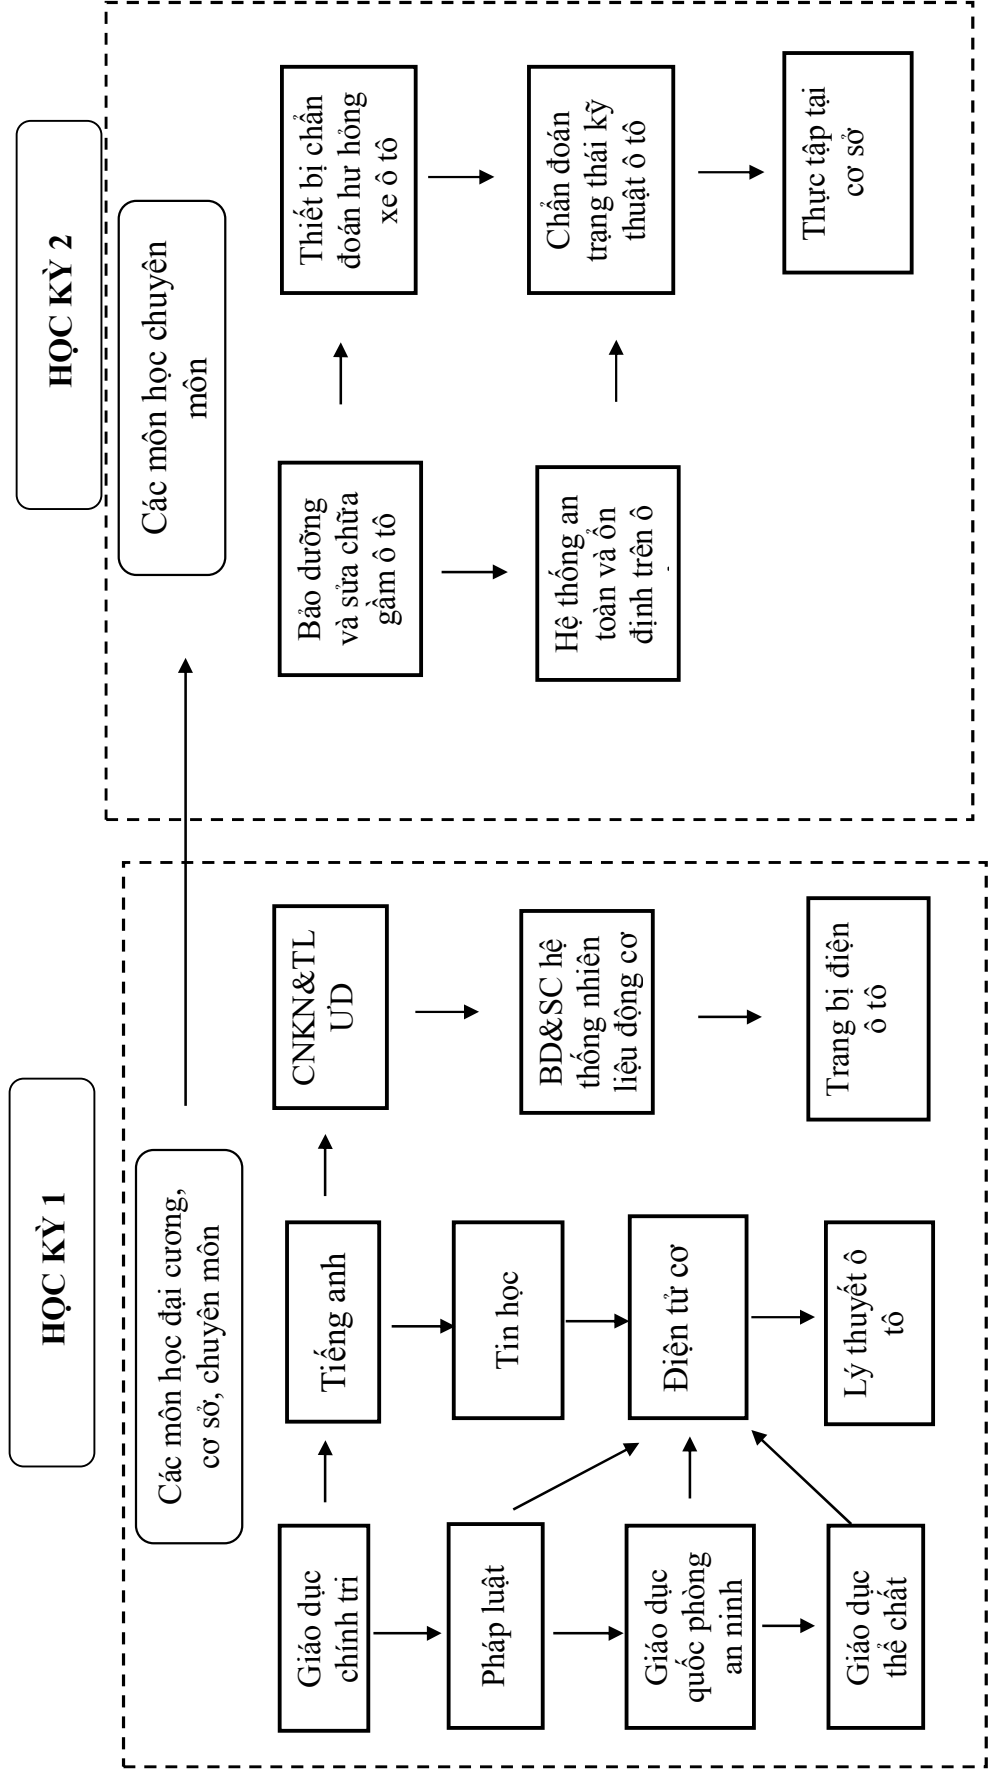 HỌC KỲ 1
Các môn học đại cương,
cơ sở, chuyên môn
Giáo dục
chính tri
Pháp luật
Giáo dục
quốc phòng
an ninh
Giáo dục
thể chất
Tiếng anh
Tin học
Điện tử cơ
Lý thuyết ô
tô
CNKN&TL
ƯD
BD&SC hệ
thống nhiên
liệu động cơ
Trang bị điện
ô tô
HỌC KỲ 2
Các môn học chuyên
môn
Bảo dưỡng
và sửa chữa
gầm ô tô
Hệ thống an
toàn và ổn
định trên ô
Thiết bị chẩn
đoán hư hỏng
xe ô tô
Chẩn đoán
trạng thái kỹ
thuật ô tô
Thực tập tại
cơ sở